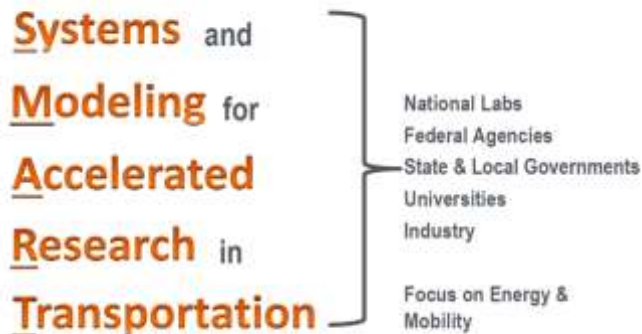 Systems and
Modeling for
Accelerated
Research in
Transportation
National Labs
Federal Agencies
State & Local Governments
Universities
Industry
Focus on Energy &
Mobility